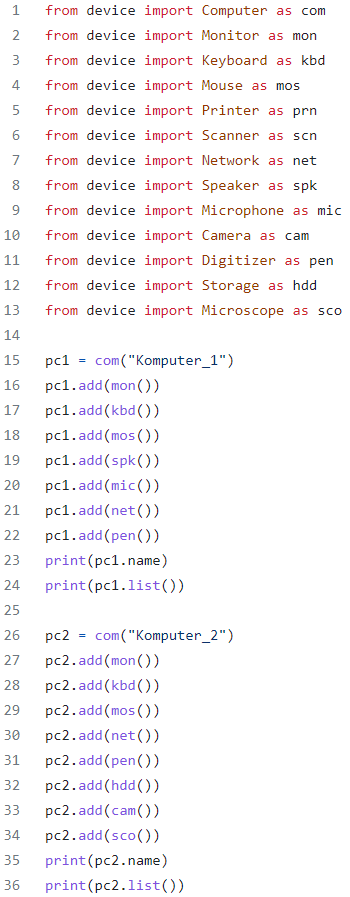 1 from device import Computer as com
2 from device import Monitor as mon
3 from device import Keyboard as kbd
4 from device import Mouse as mos
5 from device import Printer as prn
6 from device import Scanner as scn
7 from device import Network as net
8 from device import Speaker as spk
9 from device import Microphone as mic
10 from device import Camera as cam
11 from device import Digitizer as pen
12 from device import Storage as hdd
13 from device import Microscope as sco
14
15 pc1 = com("Komputer_1")
16 pc1.add(mon())
17 pc1.add(kbd())
18 pc1.add(mos())
19 pc1.add(spk())
20 pc1.add(mic())
21 pc1.add(net())
22 pc1.add(pen())
23 print(pc1.name)
24 print(pc1.list())
25
26 pc2 = com("Komputer_2")
27 pc2.add(mon())
28 pc2.add(kbd())
29 pc2.add(mos())
30 pc2.add(net())
31 pc2.add(pen())
32 pc2.add(hdd())
33 pc2.add(cam())
34 pc2.add(sco())
35 print(pc2.name)
36 print(pc2.list())